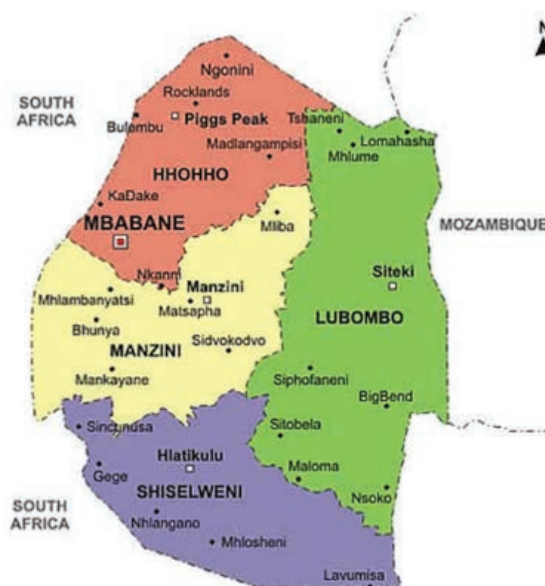 N
Ngonini
SOUTH
AFRICA
Rocklands
Piggs Peak
Bulembu
Tshaneni
Lomahasha
Madlangampisi
Mhlume
HHOHHO
KaDake
MBABANE
Mliba
MOZAMBIQUE
Nkanni
Manzini
Siteki
Mhlambanyatsi
Matsapha
Bhunya
LUBOMBO
MANZINI
Sidvokodvo
Mankayane
Siphofaneni
BigBend
Sincunusa
Sitobela
Hlatikulu
Gege
Maloma
SHISELWENI
Nsoko
SOUTH
AFRICA
Nhlangano
Mhlosheni
Lavumisa